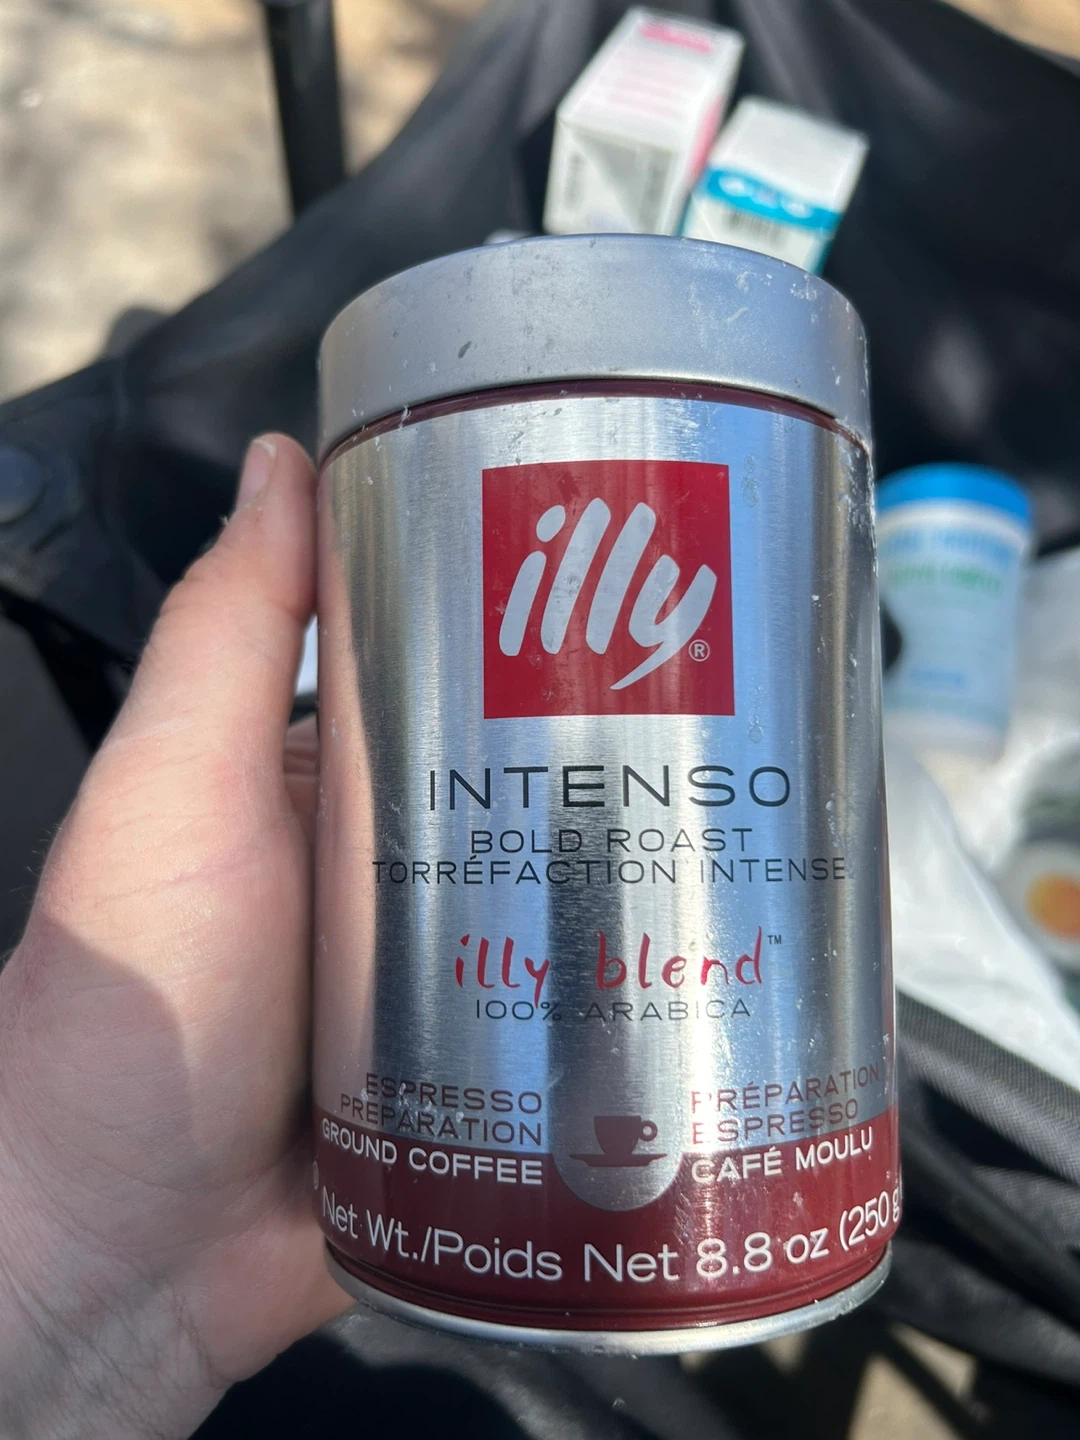 illy®
INTENSO
BOLD ROAST
TORRÉFACTION INTENSE
illy blend™
100% ARABICA
ESPRESSO
PREPARATION
GROUND COFFEE
PRÉPARATION
ESPRESSO
CAFÉ MOULU
Net Wt./Poids Net 8.8 oz (250 g